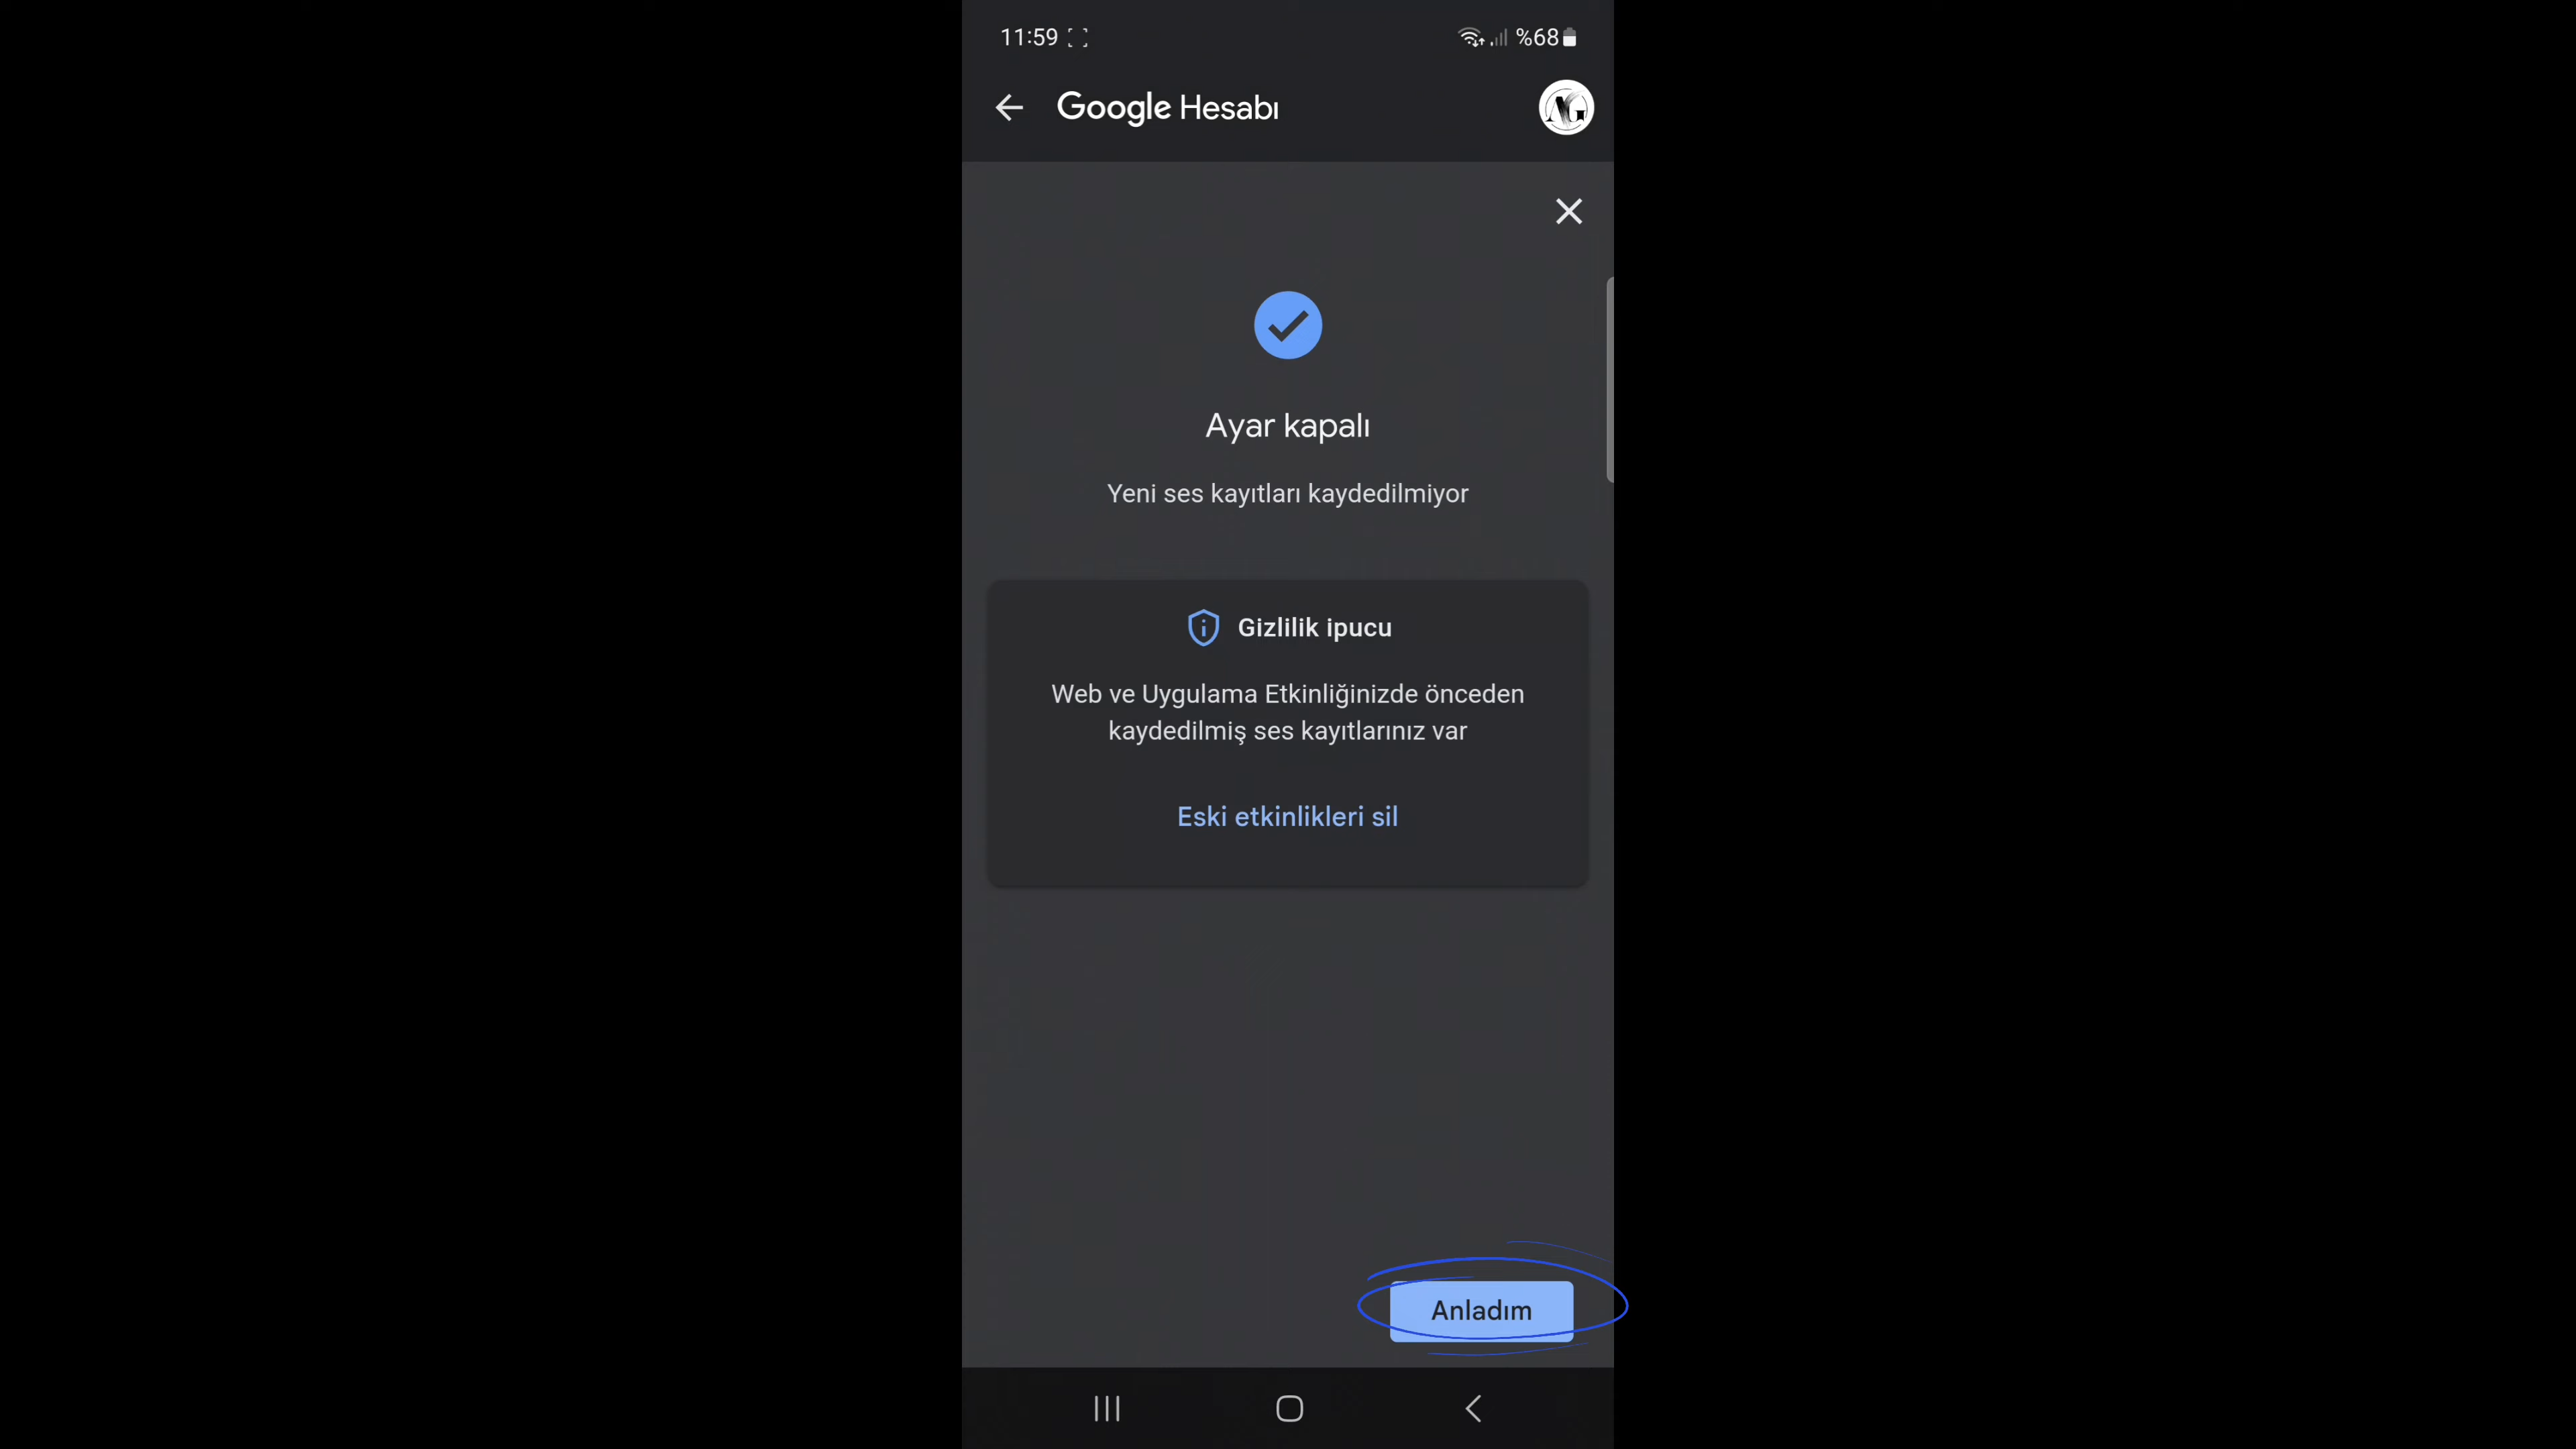 11:59 %68
Google Hesabı
Ayar kapalı
Yeni ses kayıtları kaydedilmiyor
Gizlilik ipucu
Web ve Uygulama Etkinliğinizde önceden
kaydedilmiş ses kayıtlarınız var
Eski etkinlikleri sil
Anladım